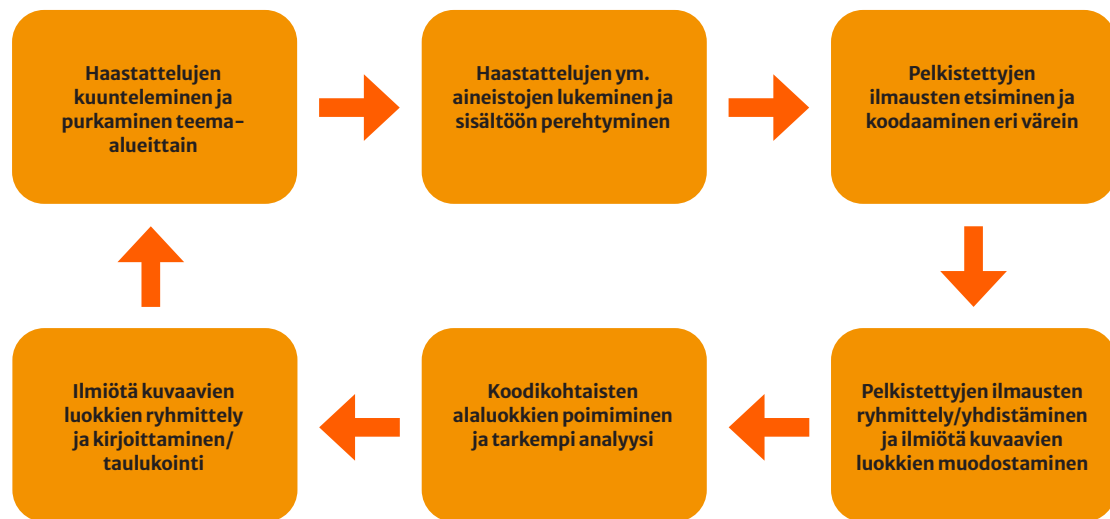 Haastattelujen
kuunteleminen ja
purkaminen teema-
alueittain
Haastattelujen ym.
aineistojen lukeminen ja
sisältöön perehtyminen
Pelkistettyjen
ilmausten etsiminen ja
koodaaminen eri värein
Pelkistettyjen ilmausten
ryhmittely/yhdistäminen
ja ilmiötä kuvaavien
luokkien muodostaminen
Koodikohtaisten
alaluokkien poimiminen
ja tarkempi analyysi
Ilmiötä kuvaavien
luokkien ryhmittely
ja kirjoittaminen/
taulukointi